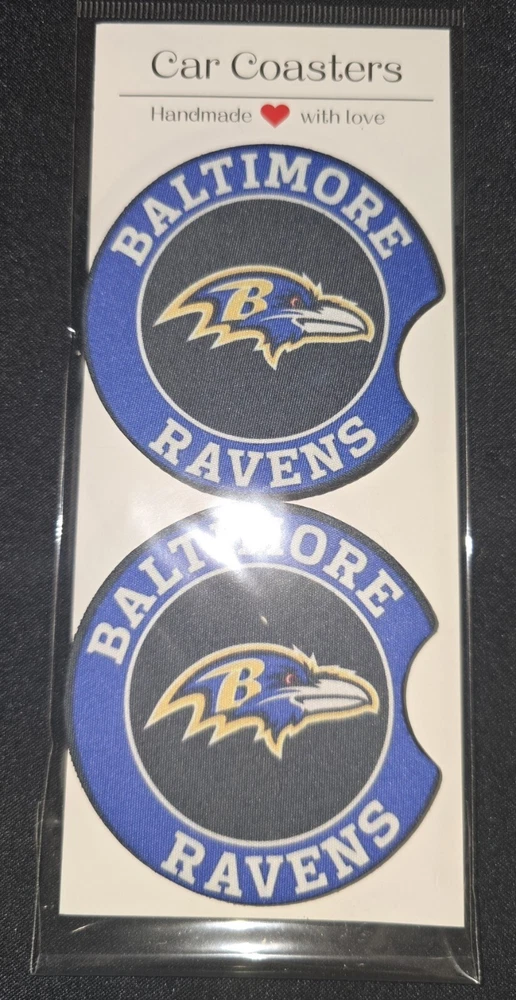 Car Coasters
Handmade ❤ with love
BALTIMORE
B
RAVENS
BALTIMORE
B
RAVENS